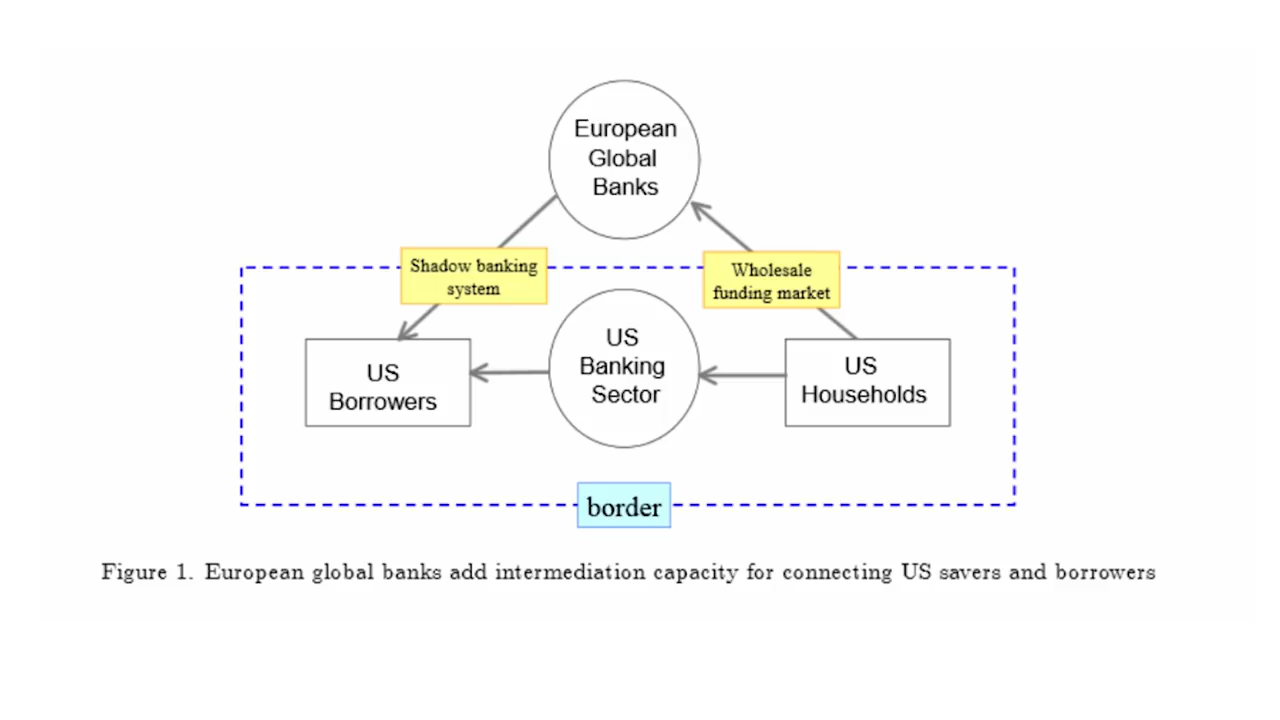 European
Global
Banks
Shadow banking
system
Wholesale
funding market
US
Borrowers
US
Banking
Sector
US
Households
border
Figure 1. European global banks add intermediation capacity for connecting US savers and borrowers